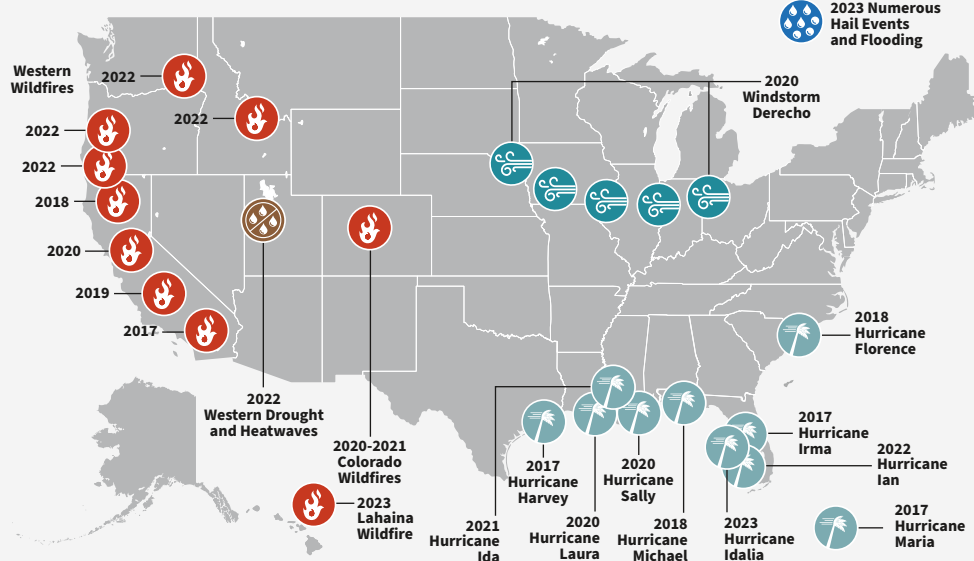 2023 Numerous
Hail Events
and Flooding
Western
Wildfires
2022
2022
2022
2022
2018
2020
2019
2017
2020
Windstorm
Derecho
2018
Hurricane
Florence
2022
Western Drought
and Heatwaves
2020-2021
Colorado
Wildfires
2023
Lahaina
Wildfire
2017
Hurricane
Harvey
2021
Hurricane
Ida
2020
Hurricane
Laura
2020
Hurricane
Sally
2018
Hurricane
Michael
2023
Hurricane
Idalia
2017
Hurricane
Irma
2022
Hurricane
Ian
2017
Hurricane
Maria